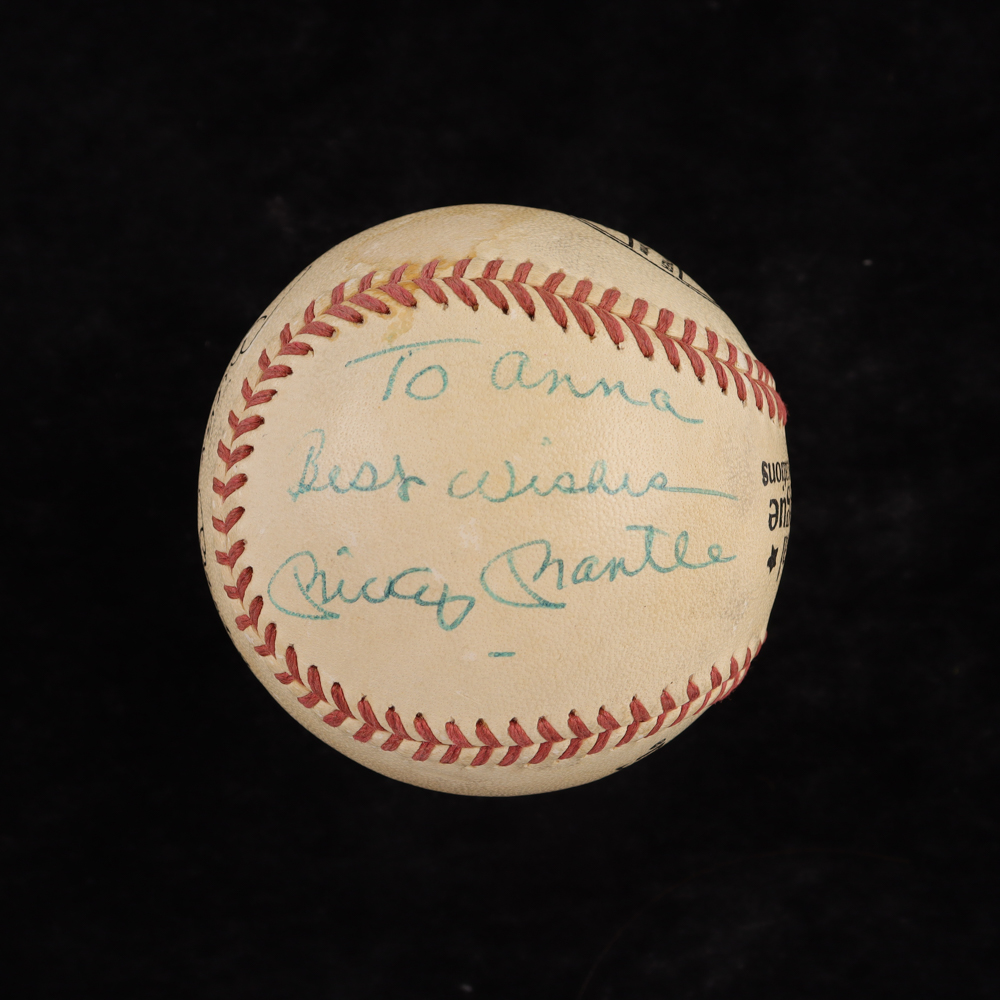 To Anna
Best Wishes
Mickey Mantle
-